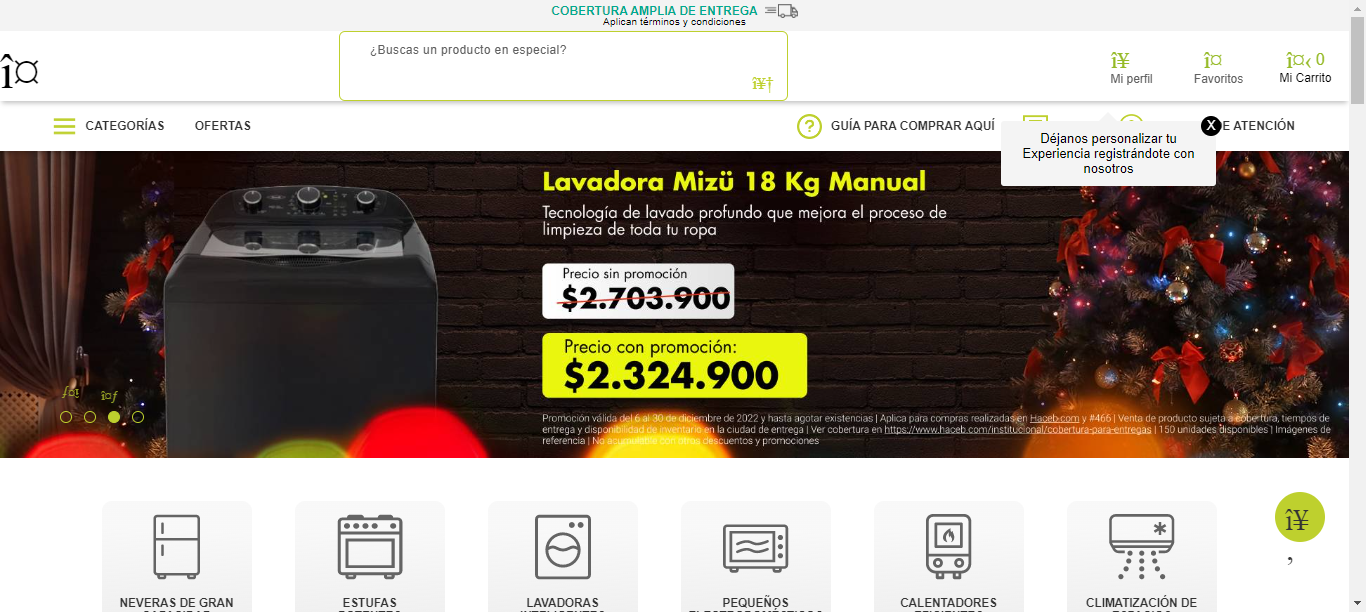 COBERTURA AMPLIA DE ENTREGA
Aplican términos y condiciones
î¤
¿Buscas un producto en especial?
î¥†
î¥
Mi perfil
î¤
Favoritos
î¤‹ 0
Mi Carrito
CATEGORÍAS
OFERTAS
GUÍA PARA COMPRAR AQUÍ
E ATENCIÓN
X
Déjanos personalizar tu
Experiencia registrándote con
nosotros
Lavadora Mizü 18 Kg Manual
Tecnología de lavado profundo que mejora el proceso de
limpieza de toda tu ropa
Precio sin promoción
$2.703.900
Precio con promoción:
$2.324.900
Promoción válida del 6 al 30 de diciembre de 2022 y hasta agotar existencias | Aplica para compras realizadas en Haceb.com y #466 | Venta de producto sujeta a cobertura, tiempos de
entrega y disponibilidad de inventario en la ciudad de entrega | Ver cobertura en https://www.haceb.com/institucional/cobertura-para-entregas | 150 unidades disponibles | Imágenes de
referencia | No acumulable con otros descuentos y promociones
î¥
,
NEVERAS DE GRAN
ESTUFAS
LAVADORAS
PEQUEÑOS
CALENTADORES
CLIMATIZACIÓN DE